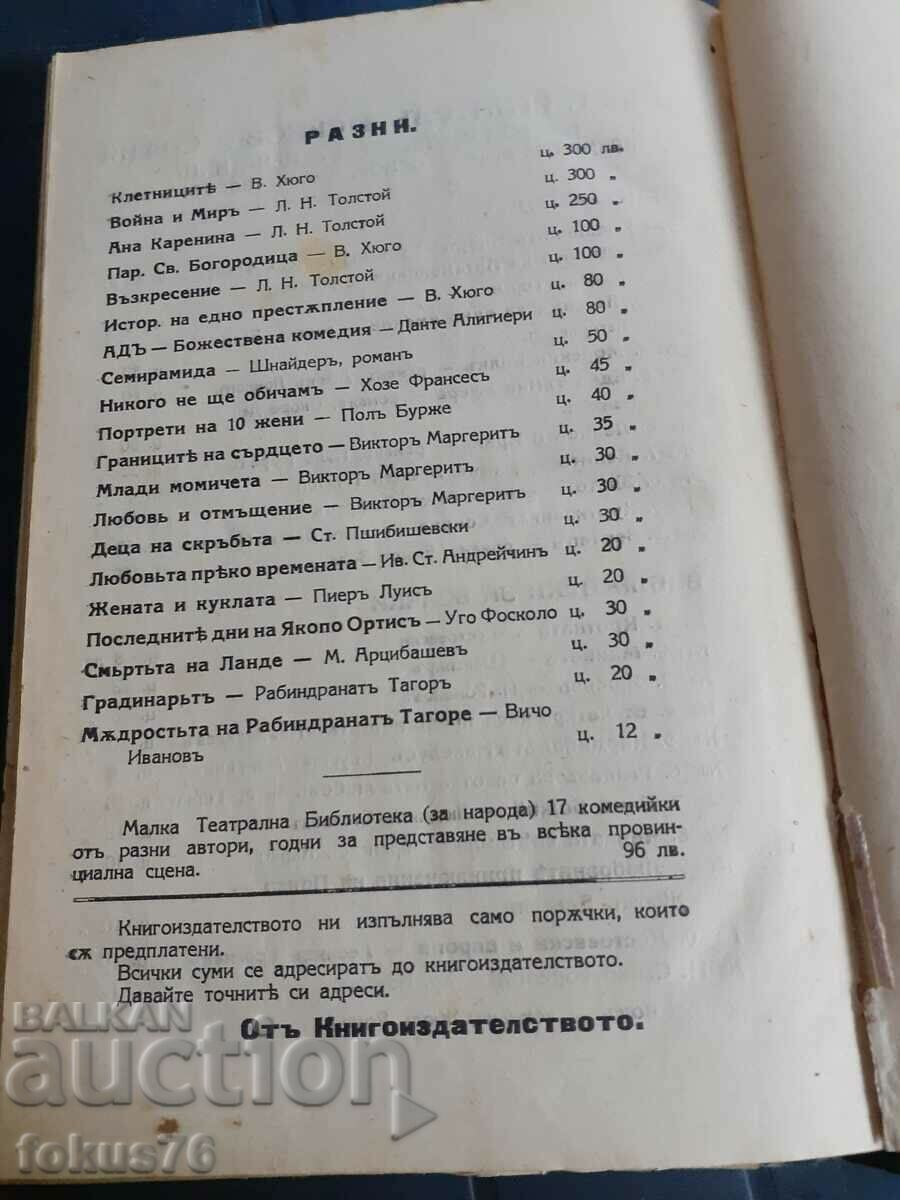 РАЗНИ.
Клетницитѣ — В. Хюго ц. 300 лв.
Война и Миръ — Л. Н. Толстой ц. 300 „
Ана Каренина — Л. Н. Толстой ц. 250 „
Пар. Св. Богородица — В. Хюго ц. 100 „
Възкресение — Л. Н. Толстой ц. 100 „
Истор. на едно престѫпление — В. Хюго ц. 80 „
АДЪ — Божествена комедия — Данте Алигиери ц. 80 „
Семирамида — Шнайдеръ, романъ ц. 50 „
Никого не ще обичамъ — Хозе Франсесъ ц. 45 „
Портрети на 10 жени — Полъ Бурже ц. 40 „
Границитѣ на сърдцето — Викторъ Маргеритъ ц. 35 „
Млади момичета — Викторъ Маргеритъ ц. 30 „
Любовь и отмъщение — Викторъ Маргеритъ ц. 30 „
Деца на скръбьта — Ст. Пшибишевски ц. 30 „
Любовьта прѣко времената — Ив. Ст. Андрейчинъ ц. 20 „
Жената и куклата — Пиеръ Луисъ ц. 20 „
Последнитѣ дни на Якопо Ортисъ — Уго Фосколо ц. 30 „
Смьртьта на Ланде — М. Арцибашевъ ц. 30 „
Градинарьтъ — Рабиндранатъ Тагоръ ц. 20 „
Мѫдростьта на Рабиндранатъ Тагоре — Вичо
Ивановъ ц. 12 „
Малка Театрална Библиотека (за народа) 17 комедийки
отъ разни автори, годни за представяне въ всѣка провин-
циална сцена. 96 лв.
Книгоиздателството ни изпълнява само порѫчки, които
сѫ предплатени.
Всички суми се адресиратъ до книгоиздателството.
Давайте точнитѣ си адреси.
Отъ Книгоиздателството.
BALKAN
auction
fokus76